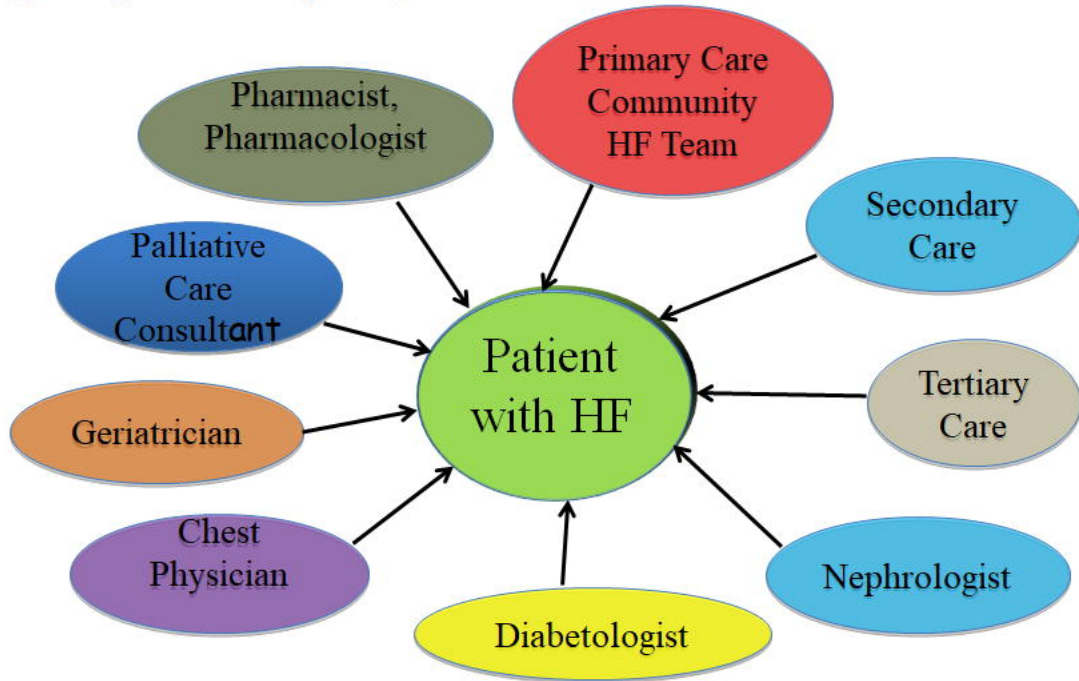 Primary Care
Community
HF Team
Pharmacist,
Pharmacologist
Secondary
Care
Palliative
Care
Consultant
Patient
with HF
Tertiary
Care
Geriatrician
Chest
Physician
Nephrologist
Diabetologist